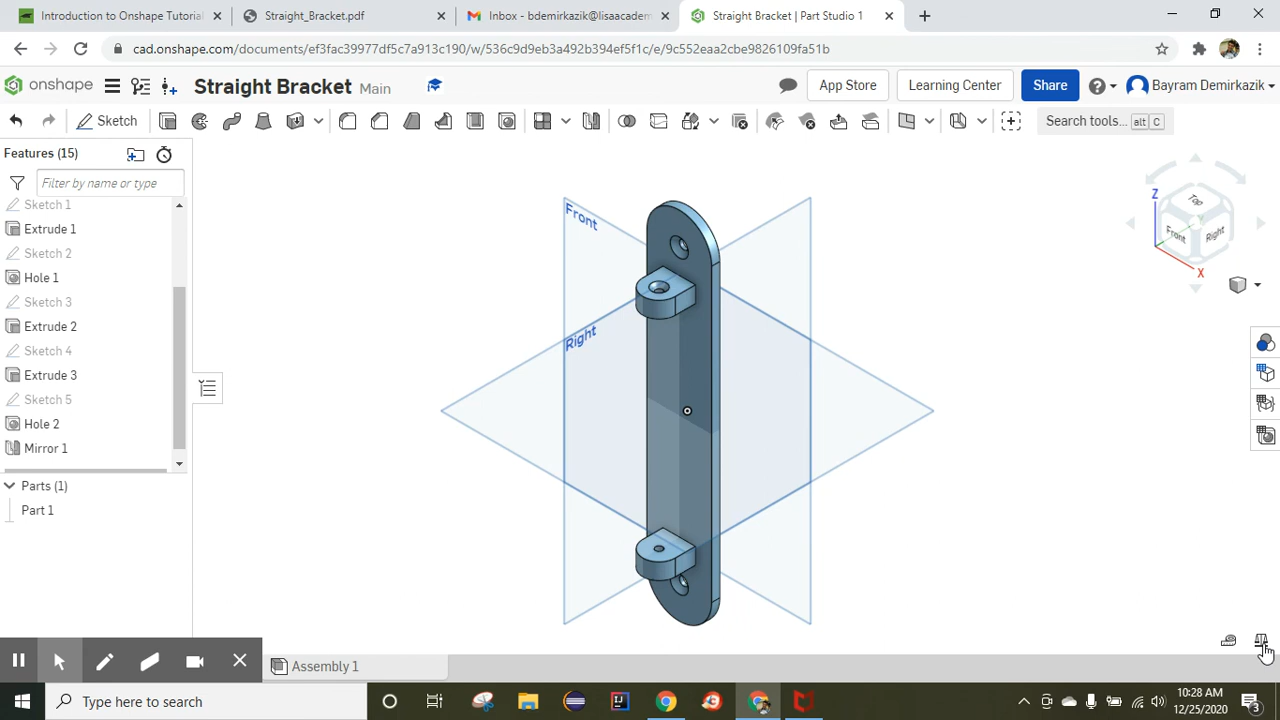 Introduction to Onshape Tutorial
Straight_Bracket.pdf
Inbox - bdemirkazik@lisaacadem
Straight Bracket | Part Studio 1
cad.onshape.com/documents/ef3fac39977df5c7a913c190/w/536c9d9eb3a492b394ef5f1c/e/9c552eaa2cbe9826109fa51b
onshape
Straight Bracket Main
App Store
Learning Center
Share
Bayram Demirkazik
Sketch
Search tools... alt C
Features (15)
Filter by name or type
Sketch 1
Extrude 1
Sketch 2
Hole 1
Sketch 3
Extrude 2
Sketch 4
Extrude 3
Sketch 5
Hole 2
Mirror 1
Parts (1)
Part 1
Front
Right
Z
Top
Front
Right
X
Assembly 1
Type here to search
10:28 AM
12/25/2020
3